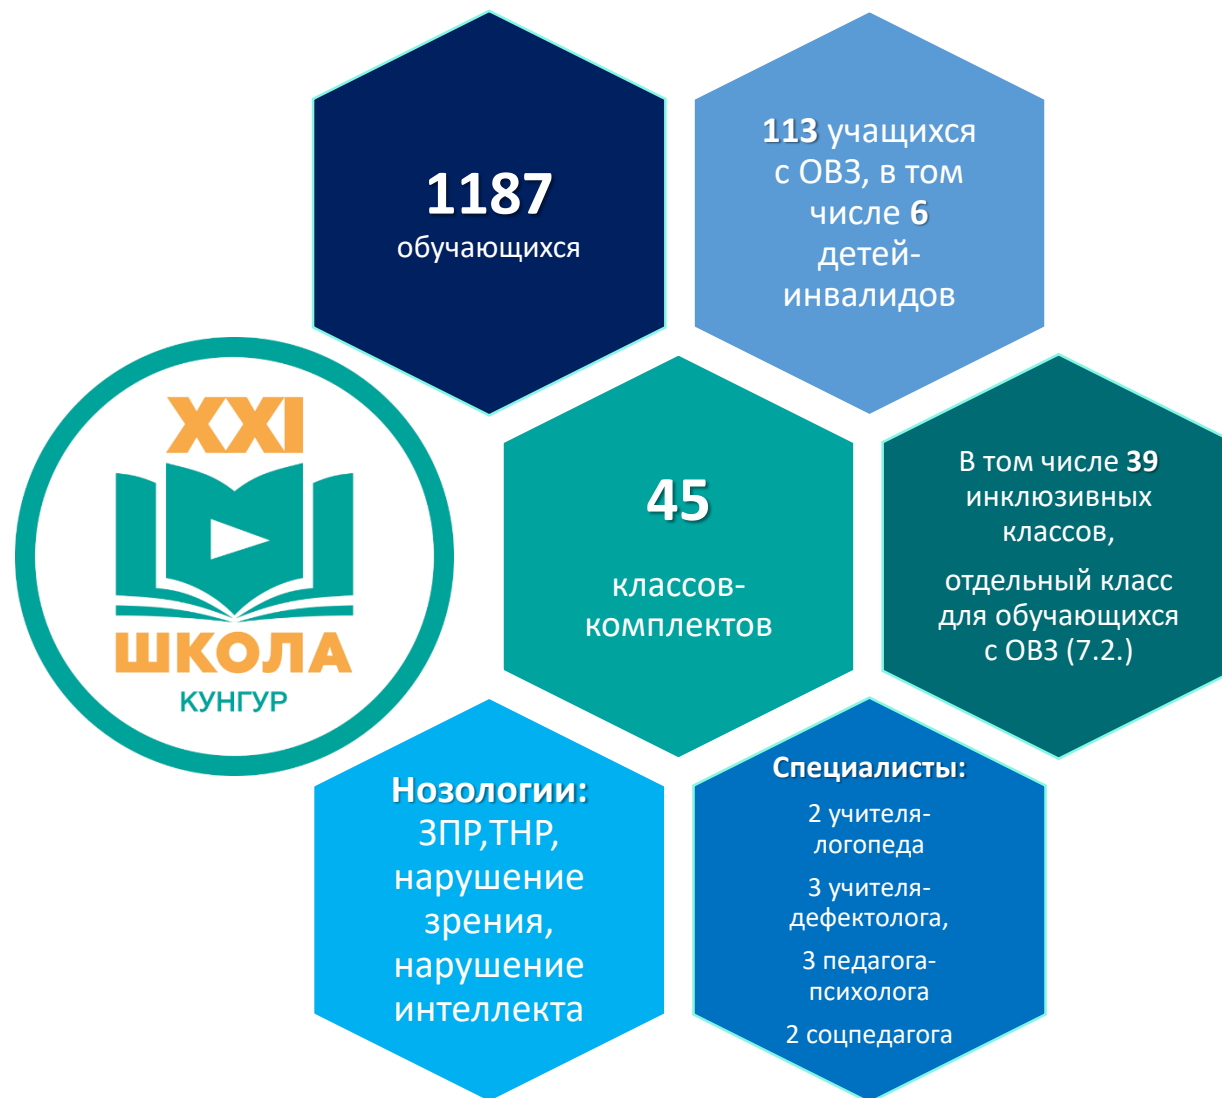 1187
обучающихся
113 учащихся
с ОВЗ, в том
числе 6
детей-
инвалидов
XXI
ШКОЛА
КУНГУР
45
классов-
комплектов
В том числе 39
инклюзивных
классов,
отдельный класс
для обучающихся
с ОВЗ (7.2.)
Нозологии:
ЗПР,ТНР,
нарушение
зрения,
нарушение
интеллекта
Специалисты:
2 учителя-
логопеда
3 учителя-
дефектолога,
3 педагога-
психолога
2 соцпедагога